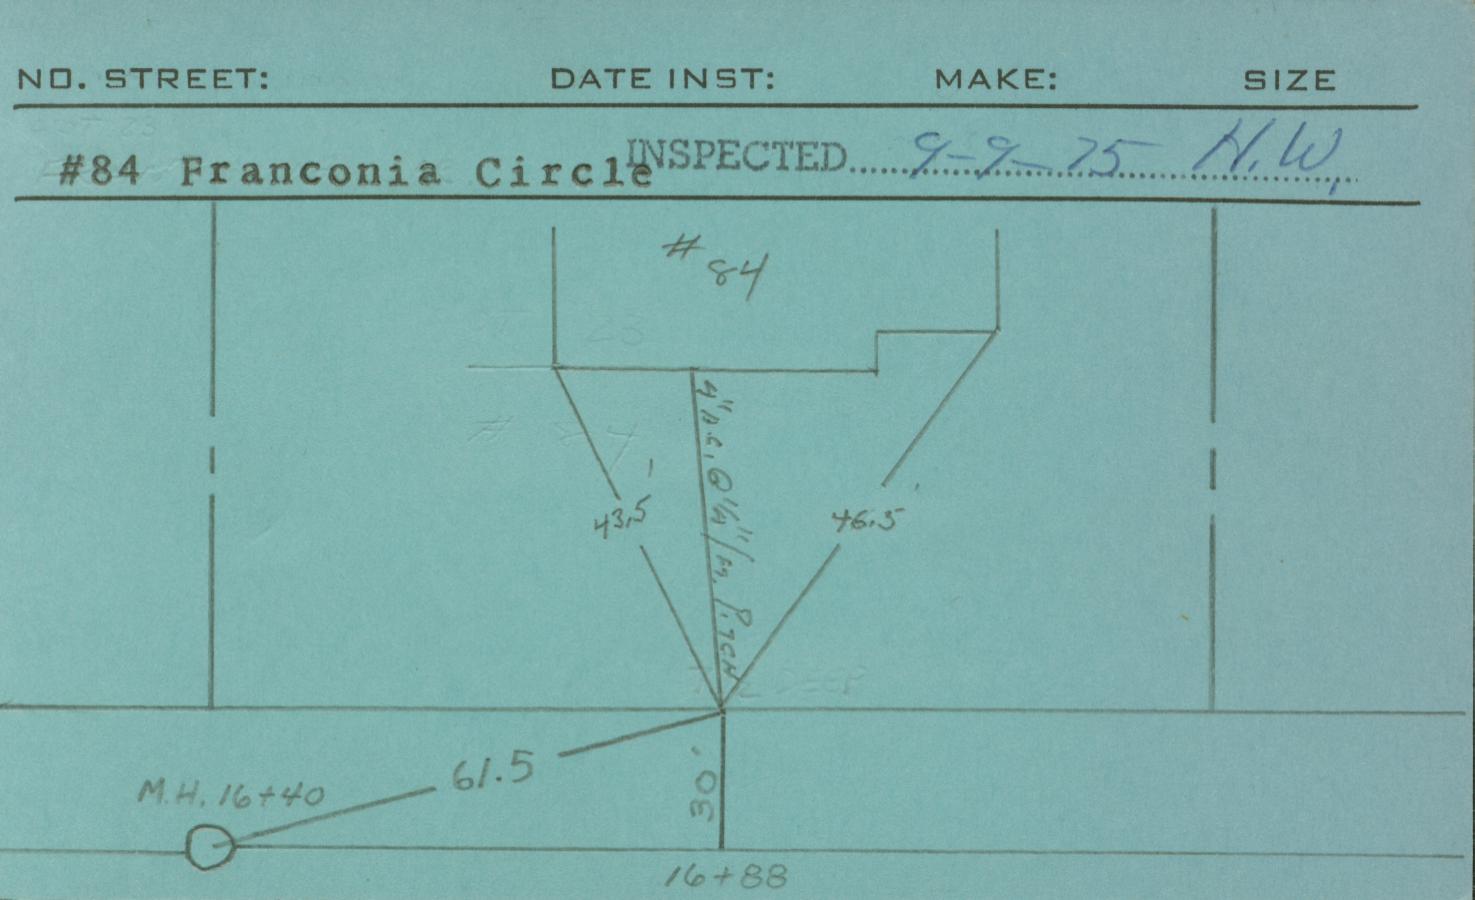 NO. STREET: DATE INST: MAKE: SIZE
#84 Franconia Circle INSPECTED 9-9-75 H.W.
# 84
4" A.C. @ 1/4"/Ft. PITCH
43.5'
46.5'
61.5
M.H. 16+40
30'
16+88